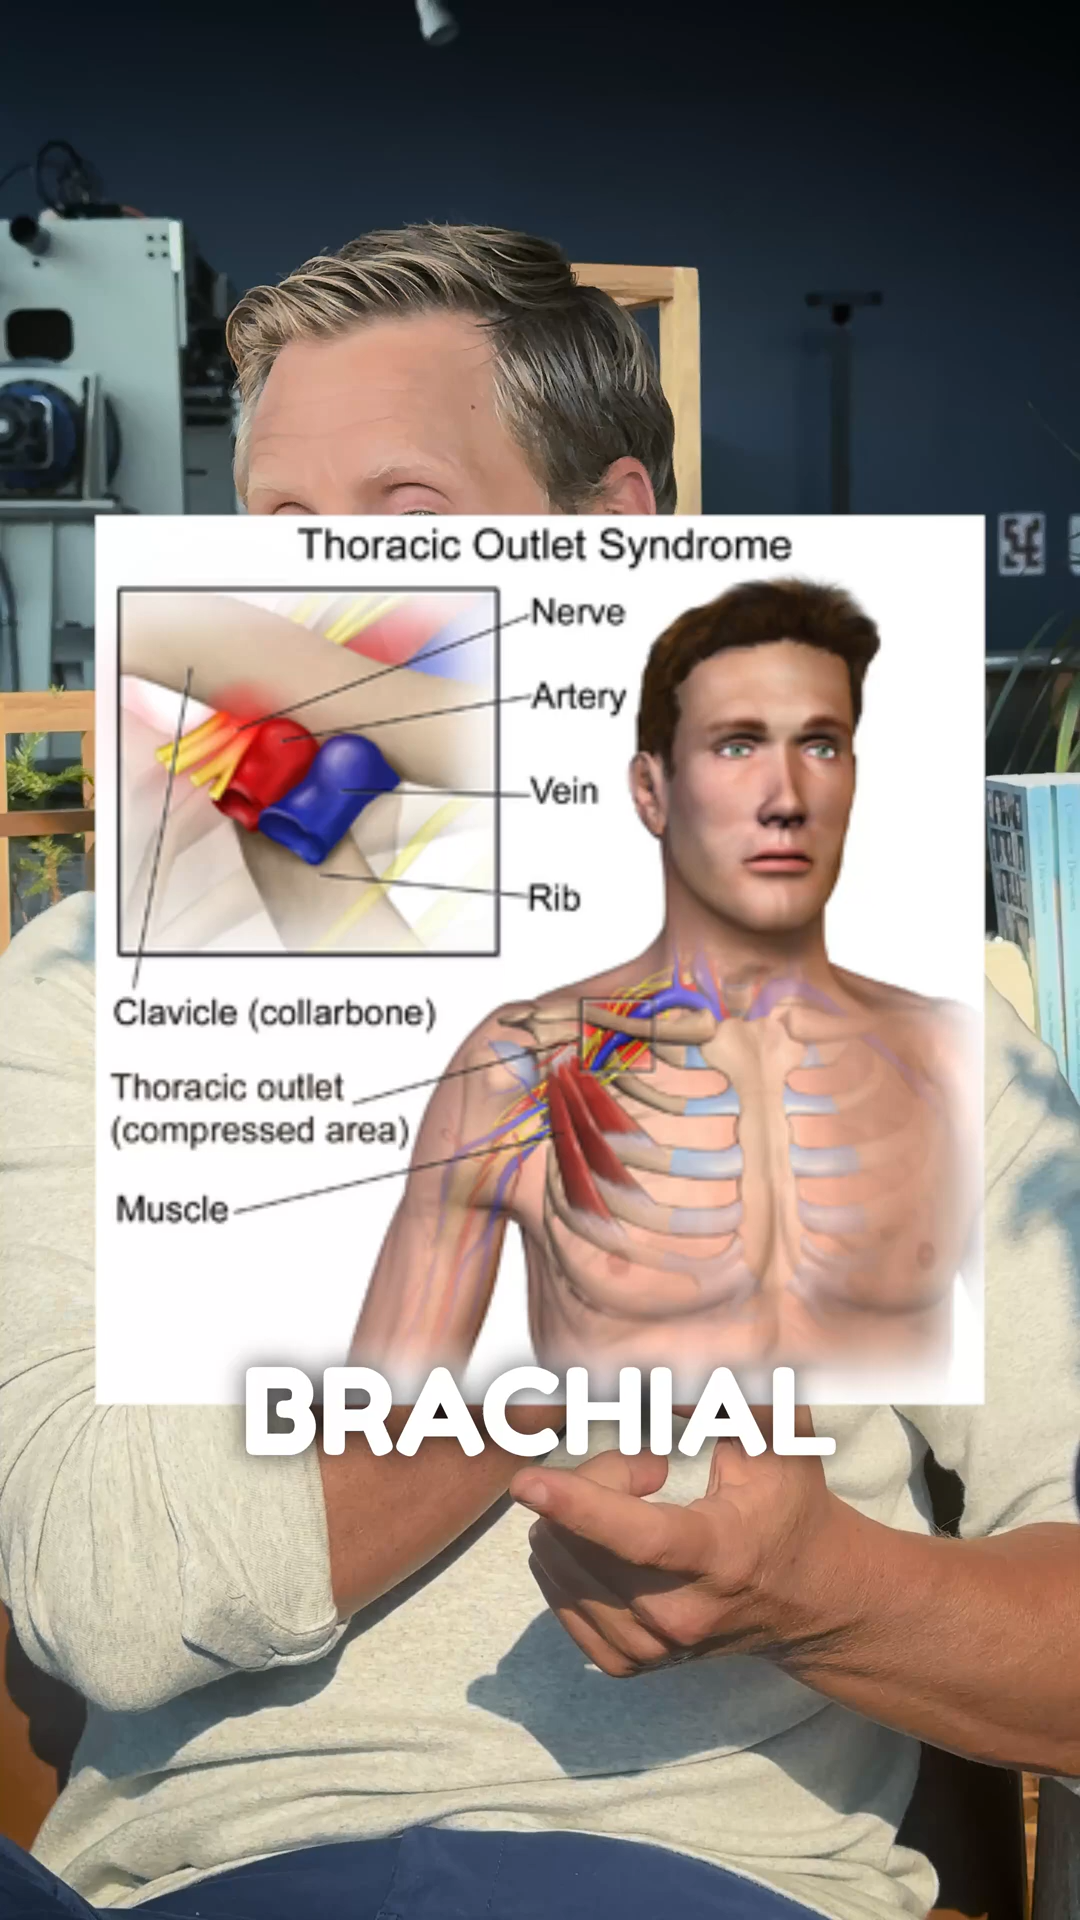 Thoracic Outlet Syndrome
Nerve
Artery
Vein
Rib
Clavicle (collarbone)
Thoracic outlet
(compressed area)
Muscle
BRACHIAL